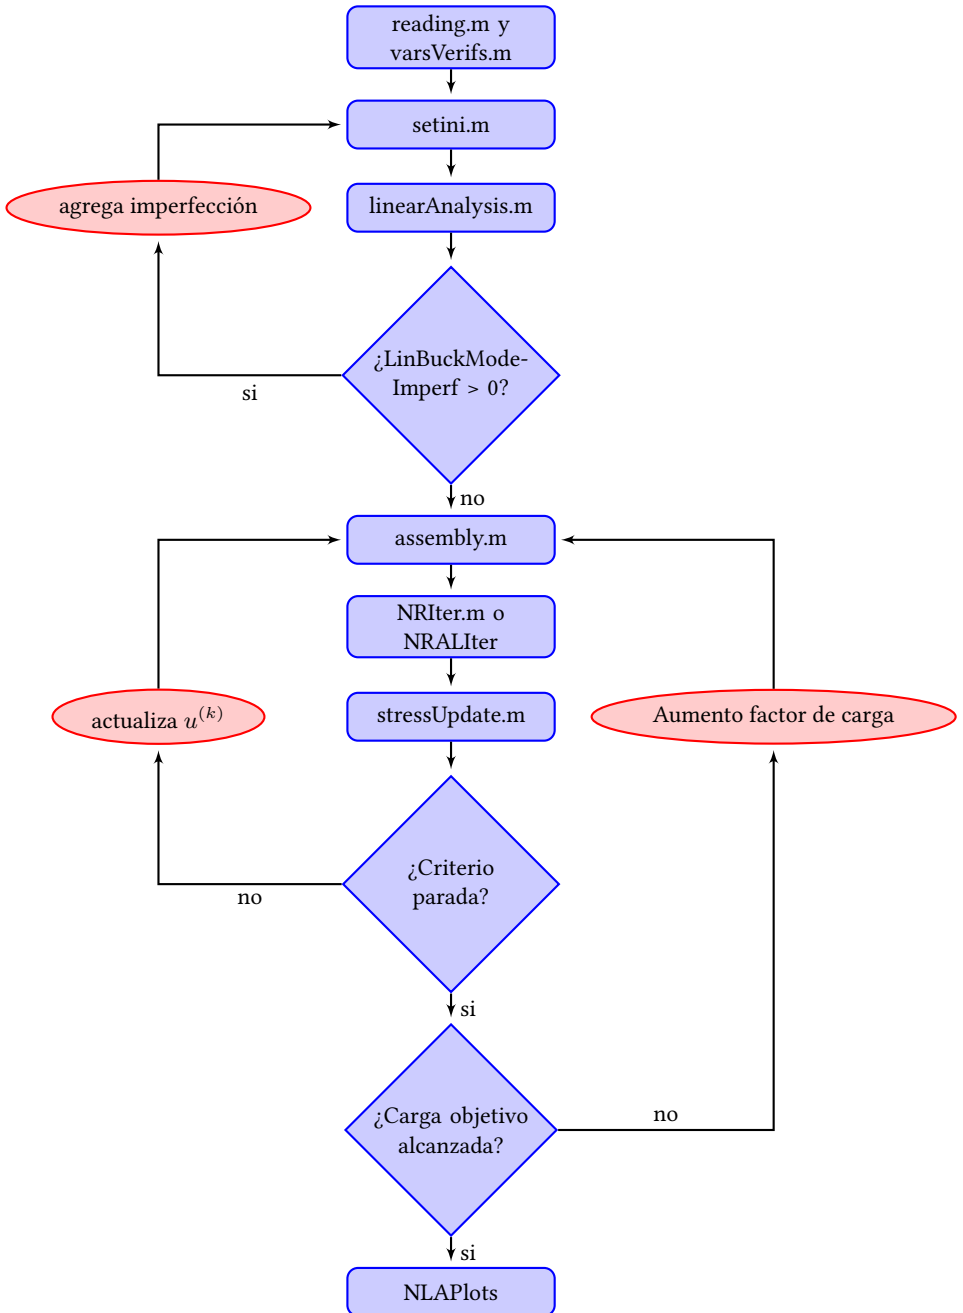 reading.m y
varsVerifs.m
setini.m
agrega imperfección
linearAnalysis.m
¿LinBuckMode-
Imperf > 0?
si
no
assembly.m
NRIter.m o
NRALIter
actualiza u^(k)
stressUpdate.m
Aumento factor de carga
¿Criterio
parada?
no
si
¿Carga objetivo
alcanzada?
no
si
NLAPlots